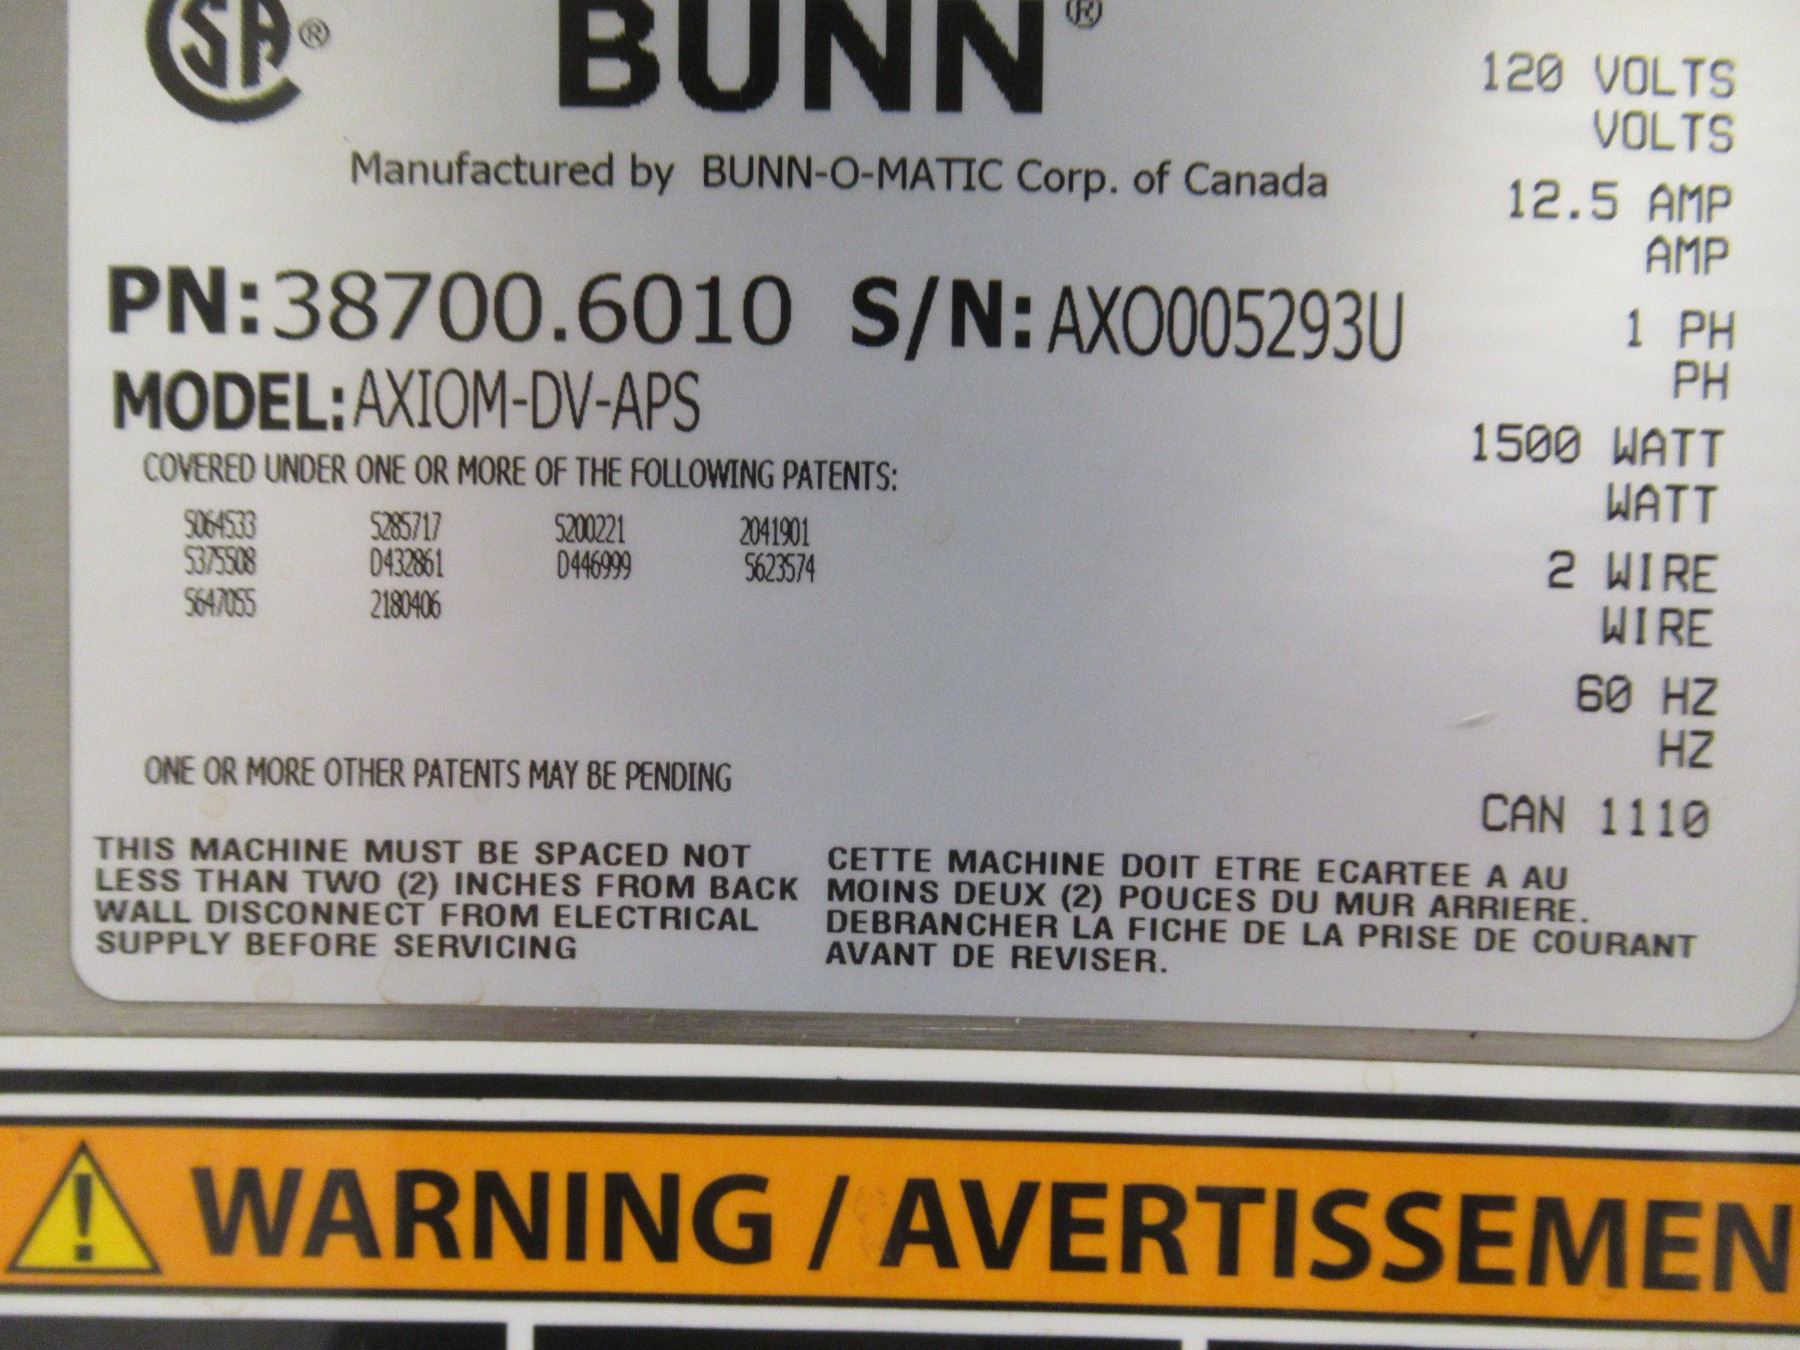 SA®
BUNN®
Manufactured by BUNN-O-MATIC Corp. of Canada
PN:38700.6010 S/N:AXO005293U
MODEL:AXIOM-DV-APS
COVERED UNDER ONE OR MORE OF THE FOLLOWING PATENTS:
5064533 5285717 5200221 2041901
5375508 D432861 D446999 5623574
5647055 2180406
ONE OR MORE OTHER PATENTS MAY BE PENDING
120 VOLTS
VOLTS
12.5 AMP
AMP
1 PH
PH
1500 WATT
WATT
2 WIRE
WIRE
60 HZ
HZ
CAN 1110
THIS MACHINE MUST BE SPACED NOT
LESS THAN TWO (2) INCHES FROM BACK
WALL DISCONNECT FROM ELECTRICAL
SUPPLY BEFORE SERVICING
CETTE MACHINE DOIT ETRE ECARTEE A AU
MOINS DEUX (2) POUCES DU MUR ARRIERE.
DEBRANCHER LA FICHE DE LA PRISE DE COURANT
AVANT DE REVISER.
WARNING / AVERTISSEMEN